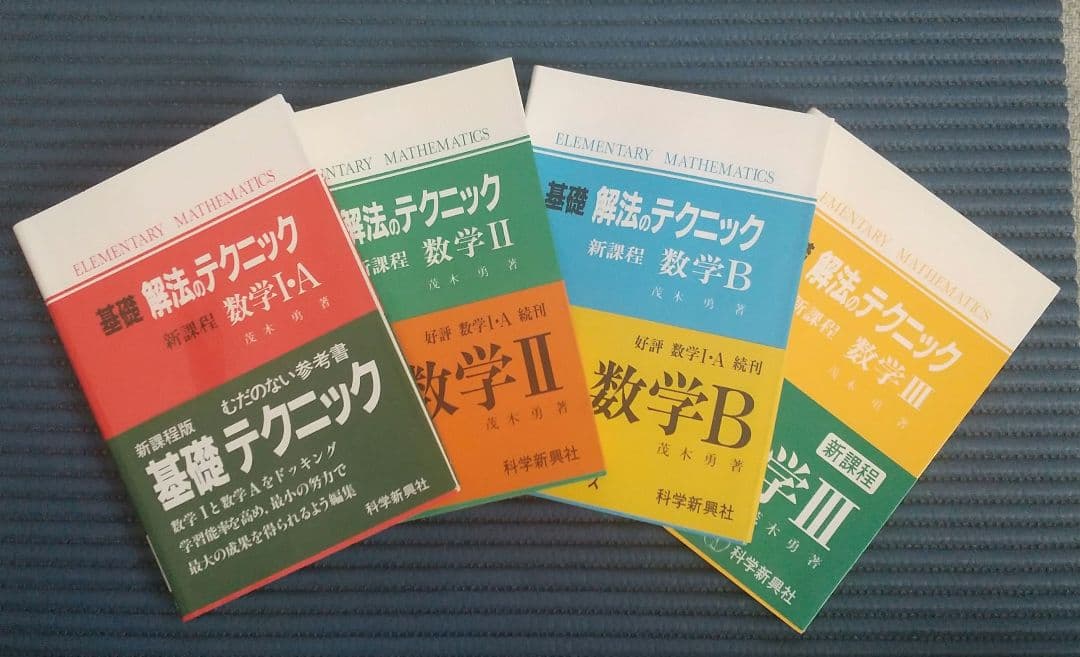 ELEMENTARY MATHEMATICS
基礎 解法のテクニック
新課程 数学I・A
茂木 勇 著
新課程版 むだのない参考書
基礎テクニック
数学Iと数学Aをドッキング
学習能率を高め、最小の努力で
最大の成果を得られるよう編集
科学新興社
MATHEMATICS
解法のテクニック
新課程 数学II
茂木 勇 著
好評 数学I・A 続刊
数学II
茂木 勇 著
科学新興社
ELEMENTARY MATHEMATICS
基礎 解法のテクニック
新課程 数学B
茂木 勇 著
好評 数学I・A 続刊
数学B
茂木 勇 著
科学新興社
ELEMENTARY MATHEMATICS
解法のテクニック
新課程 数学III
茂木 勇 著
新課程
学III
茂木 勇 著
科学新興社